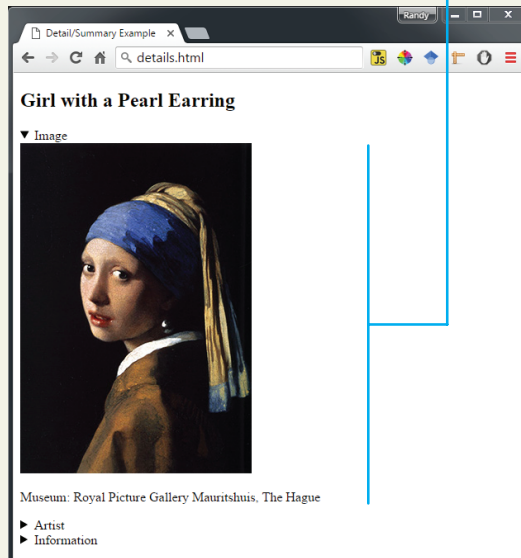 Randy
Detail/Summary Example
details.html
JS
Girl with a Pearl Earring
▼ Image
Museum: Royal Picture Gallery Mauritshuis, The Hague
▶ Artist
▶ Information